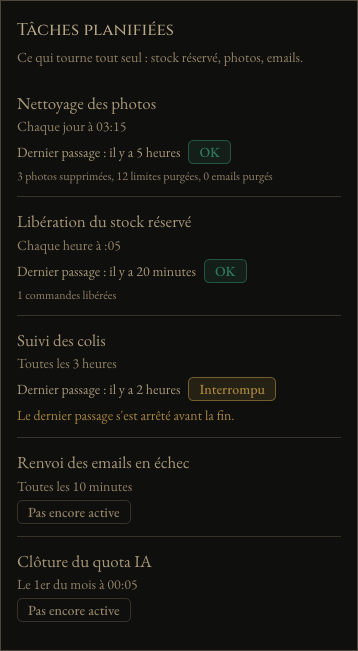 TÂCHES PLANIFIÉES
Ce qui tourne tout seul : stock réservé, photos, emails.
Nettoyage des photos
Chaque jour à 03:15
Dernier passage : il y a 5 heures OK
3 photos supprimées, 12 limites purgées, 0 emails purgés
Libération du stock réservé
Chaque heure à :05
Dernier passage : il y a 20 minutes OK
1 commandes libérées
Suivi des colis
Toutes les 3 heures
Dernier passage : il y a 2 heures Interrompu
Le dernier passage s'est arrêté avant la fin.
Renvoi des emails en échec
Toutes les 10 minutes
Pas encore active
Clôture du quota IA
Le 1er du mois à 00:05
Pas encore active